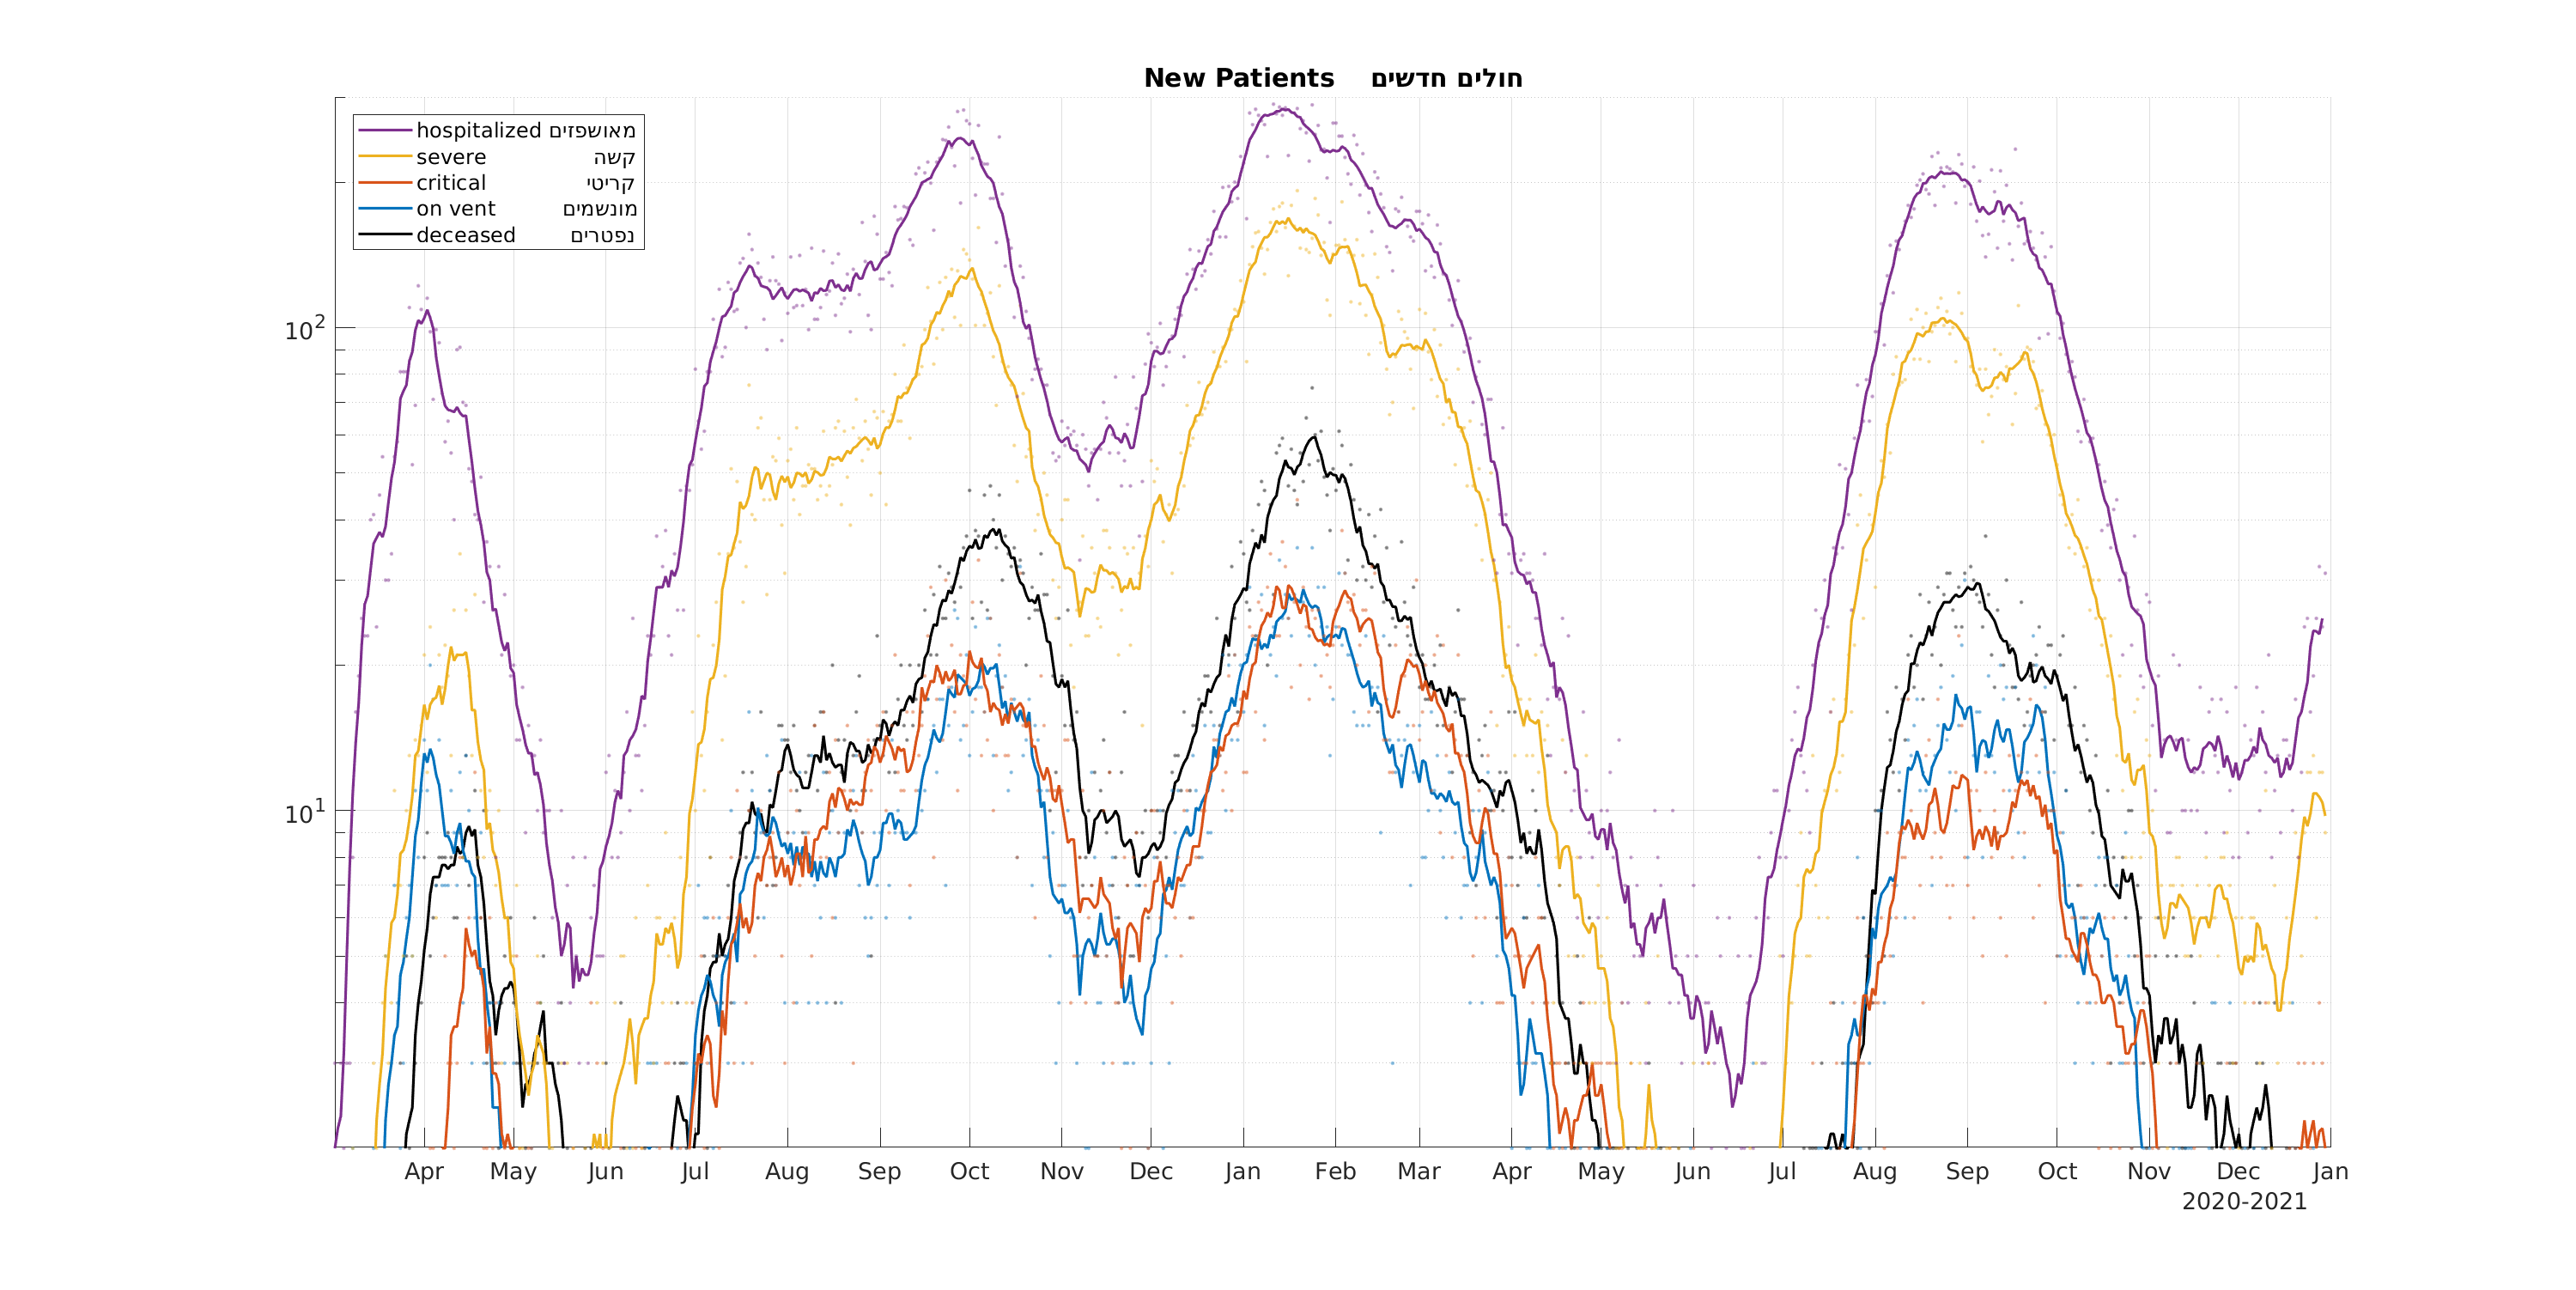 New Patients חולים חדשים
hospitalized מאושפזים
severe קשה
critical קריטי
on vent מונשמים
deceased נפטרים
10²
10¹
Apr May Jun Jul Aug Sep Oct Nov Dec Jan Feb Mar Apr May Jun Jul Aug Sep Oct Nov Dec Jan
2020-2021